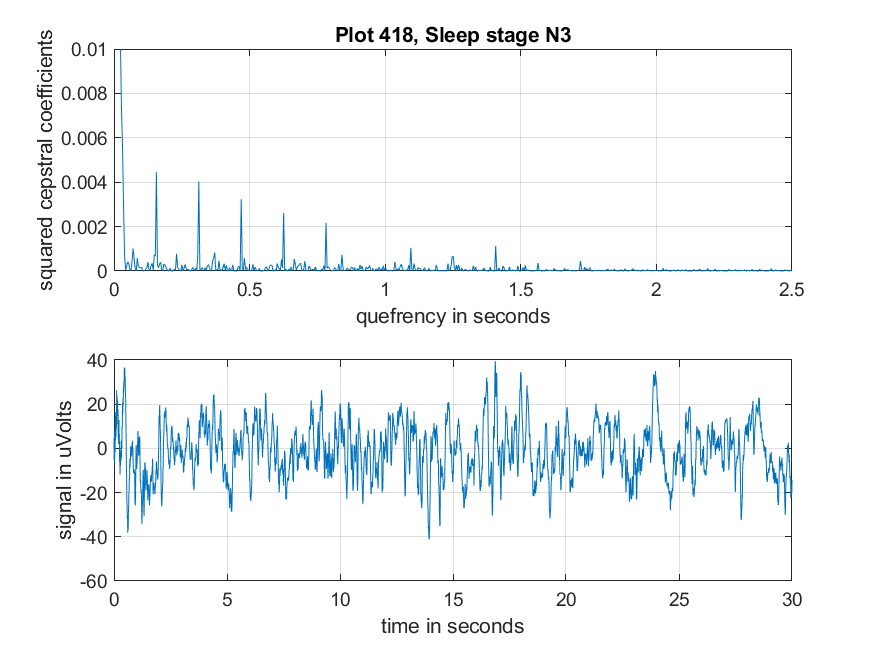 Plot 418, Sleep stage N3
squared cepstral coefficients
0.01
0.008
0.006
0.004
0.002
0
0 0.5 1 1.5 2 2.5
quefrency in seconds
signal in uVolts
40
20
0
-20
-40
-60
0 5 10 15 20 25 30
time in seconds